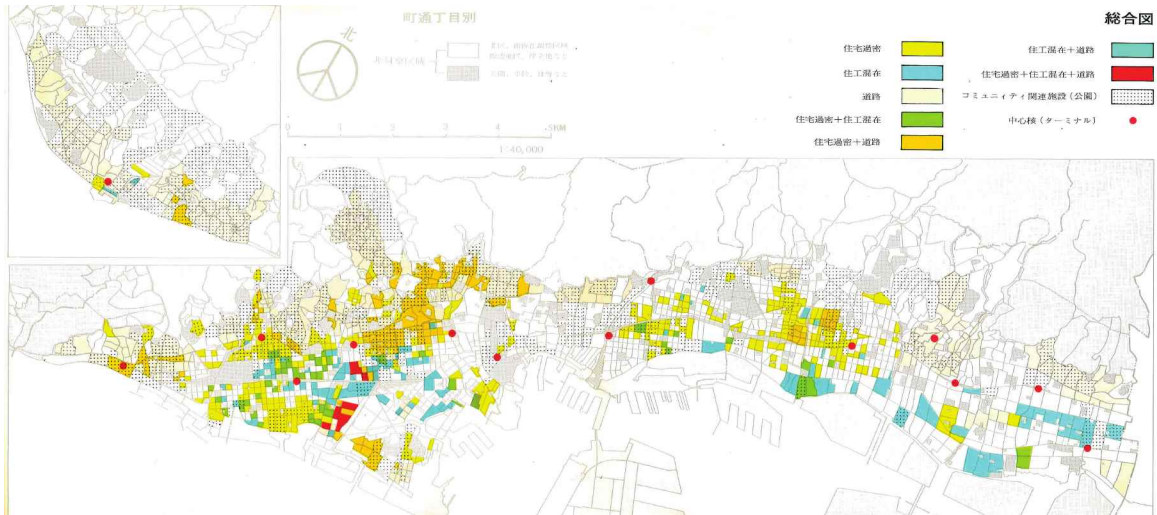 総合図
町通丁目別
北
住宅過密
住工混在
道路
住宅過密+住工混在
住宅過密+道路
住工混在+道路
住宅過密+住工混在+道路
コミュニティ関連施設(公園)
中心核(ターミナル)
0 1 2 3 4 5KM
1:40,000